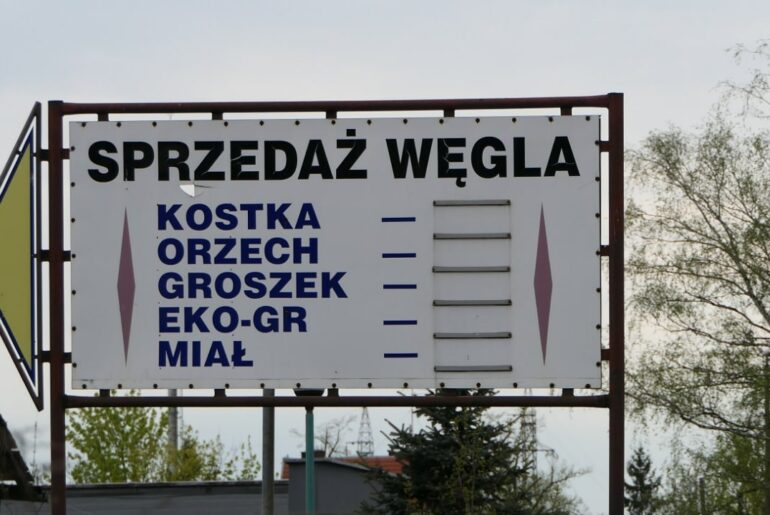 SPRZEDAŻ WĘGLA
KOSTKA –
ORZECH –
GROSZEK –
EKO-GR –
MIAŁ –